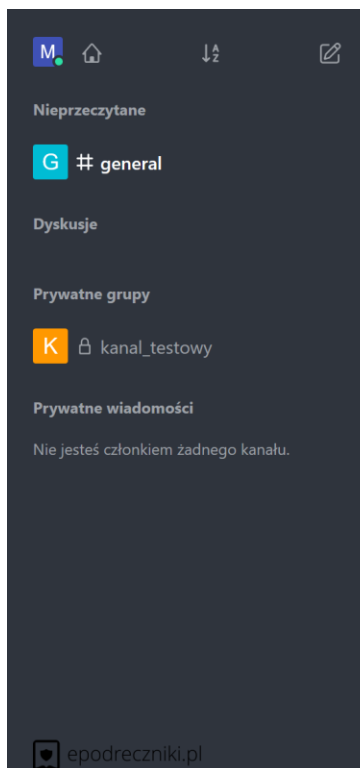 M
Nieprzeczytane
G # general
Dyskusje
Prywatne grupy
K kanal_testowy
Prywatne wiadomości
Nie jesteś członkiem żadnego kanału.
epodreczniki.pl